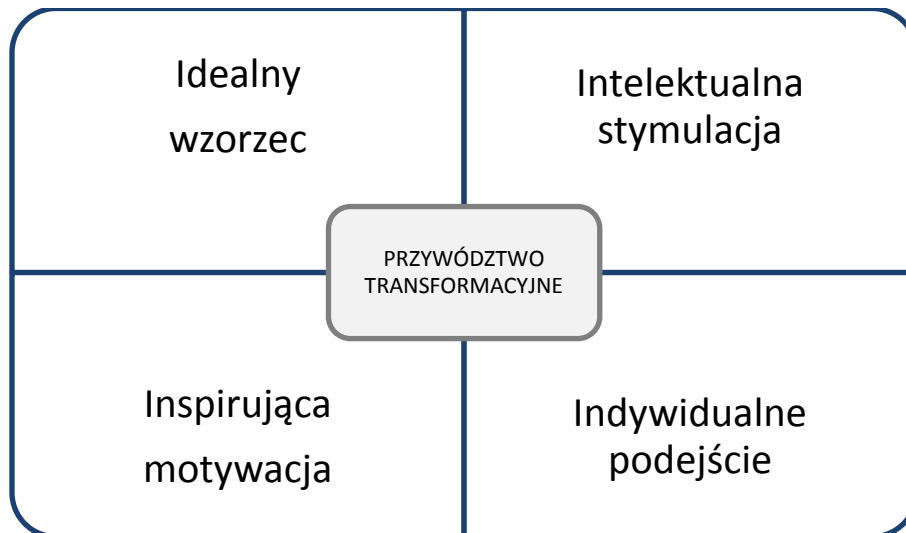 Idealny
wzorzec
Intelektualna
stymulacja
PRZYWÓDZTWO
TRANSFORMACYJNE
Inspirująca
motywacja
Indywidualne
podejście